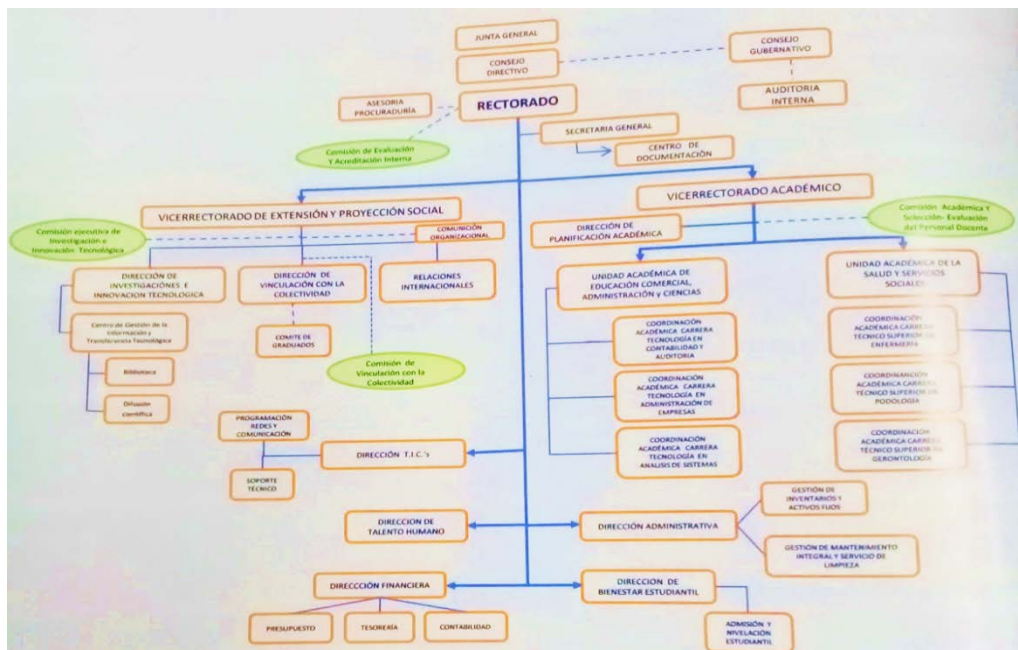 JUNTA GENERAL
CONSEJO
DIRECTIVO
CONSEJO
GUBERNATIVO
AUDITORIA
INTERNA
ASESORIA
PROCURADURÍA
RECTORADO
SECRETARIA GENERAL
CENTRO DE
DOCUMENTACIÓN
Comisión de Evaluación
Y Acreditación Interna
VICERRECTORADO DE EXTENSIÓN Y PROYECCIÓN SOCIAL
VICERRECTORADO ACADÉMICO
Comisión ejecutiva de
Investigación e
Innovación Tecnológica
COMUNICIÓN
ORGANIZACIONAL
DIRECCIÓN DE
PLANIFICACIÓN ACADÉMICA
Comisión Académica Y
Selección- Evaluación
del Personal Docente
DIRECCIÓN DE
INVESTIGACIÓNES E
INNOVACION TECNOLÓGICA
DIRECCIÓN DE
VINCULACIÓN CON LA
COLECTIVIDAD
RELACIONES
INTERNACIONALES
UNIDAD ACADÉMICA DE
EDUCACIÓN COMERCIAL,
ADMINISTRACIÓN y CIENCIAS
UNIDAD ACADÉMICA DE LA
SALUD Y SERVICIOS
SOCIALES
Centro de Gestión de la
Información y
Transferencia Tecnológica
COMITE DE
GRADUADOS
Comisión de
Vinculación con la
Colectividad
Biblioteca
Difusión
científica
COORDINACIÓN
ACADÉMICA CARRERA
TECNOLOGÍA EN
CONTABILIDAD Y
AUDITORIA
COORDINACIÓN
ACADÉMICA CARRERA
TÉCNICO SUPERIOR DE
ENFERMERÍA
COORDINACIÓN
ACADÉMICA CARRERA
TECNOLOGÍA EN
ADMINISTRACIÓN DE
EMPRESAS
COORDINANCIÓN
ACADÉMICA CARRERA
TÉCNICO SUPERIOR DE
PODOLOGÍA
COORDINACIÓN
ACADÉMICA CARRERA
TECNOLOGÍA EN
ANALISIS DE SISTEMAS
COORDINACIÓN
ACADÉMICA CARRERA
TÉCNICO SUPERIOR DE
GERONTOLOGÍA
PROGRAMACIÓN
REDES Y
COMUNICACIÓN
DIRECCIÓN T.I.C.'s
SOPORTE
TÉCNICO
GESTIÓN DE
INVENTARIOS Y
ACTIVOS FIJOS
DIRECCION DE
TALENTO HUMANO
DIRECCIÓN ADMINISTRATIVA
GESTIÓN DE MANTENIMIENTO
INTEGRAL Y SERVICIO DE
LIMPIEZA
DIRECCCIÓN FINANCIERA
DIRECCION DE
BIENESTAR ESTUDIANTIL
PRESUPUESTO
TESORERÍA
CONTABILIDAD
ADMISIÓN Y
NIVELACIÓN
ESTUDIANTIL